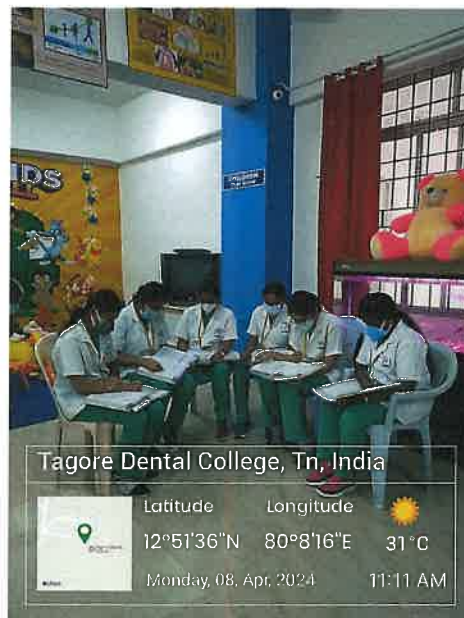 DS
Tagore Dental College, Tn, India
Latitude
Longitude
12°51'36"N
80°8'16"E
31°C
Monday, 08, Apr, 2024
11:11 AM